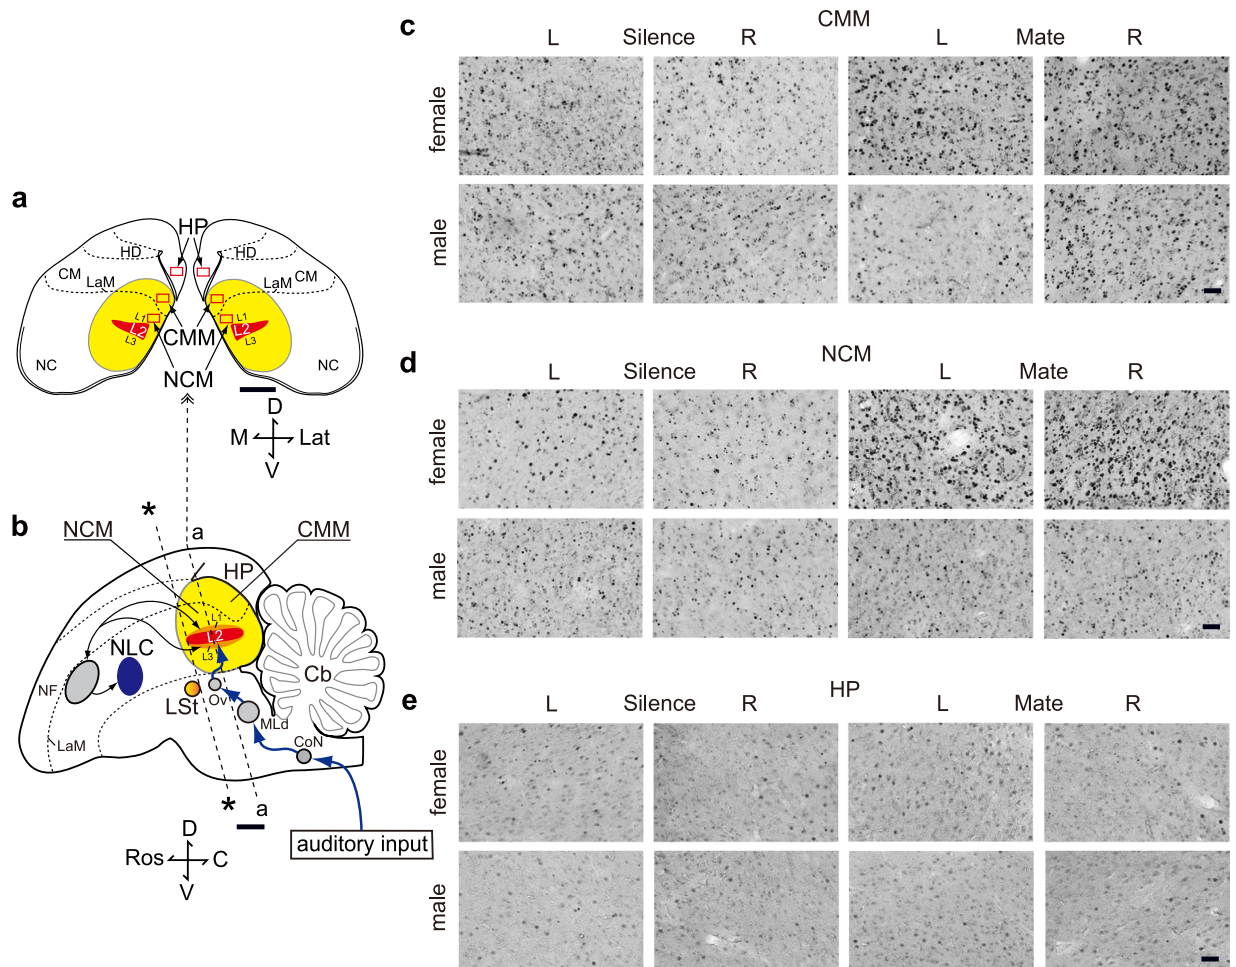 a
HP
HD HD
CM LaM LaM CM
L1 L1
L2 L2
L3 L3
CMM
NC NC
NCM
D
M Lat
V
b
*
a
NCM CMM
HP
L1
L2
L3
NLC
NF
LSt
Ov
Cb
MLd
LaM
CoN
* a
auditory input
D
Ros C
V
c
CMM
L Silence R L Mate R
female
male
d
NCM
L Silence R L Mate R
female
male
e
HP
L Silence R L Mate R
female
male